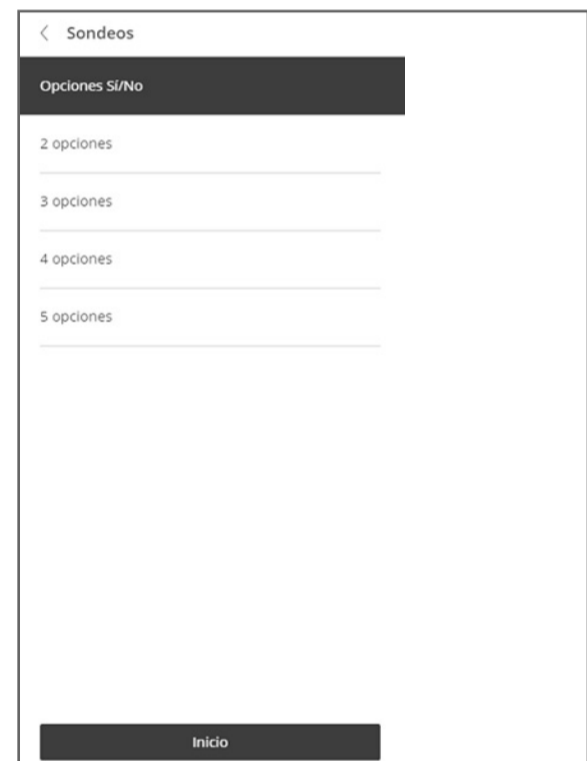 Sondeos
Opciones Sí/No
2 opciones
3 opciones
4 opciones
5 opciones
Inicio